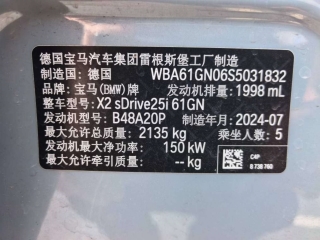 德国宝马汽车集团雷根斯堡工厂制造
制造国: 德国 WBA61GN06S5031832
品牌: 宝马(BMW)牌 发动机排量: 1998 mL
整车型号: X2 sDrive25i 61GN
发动机型号: B48A20P 制造年月: 2024-07
最大允许总质量: 2135 kg 乘坐人数: 5
发动机最大净功率: 150 kW C4P
最大允许牵引质量: -/- kg 8 736 760